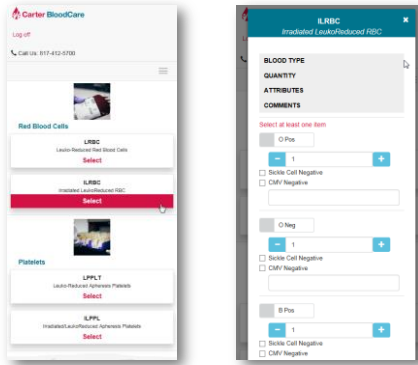 Carter BloodCare
Log off
Call Us: 817-412-5700
Red Blood Cells
LRBC
Leuko-Reduced Red Blood Cells
Select
ILRBC
Irradiated LeukoReduced RBC
Select
Platelets
LPPLT
Leuko-Reduced Apheresis Platelets
Select
ILPPL
Irradiated/LeukoReduced Apheresis Platelets
Select
ILRBC
Irradiated LeukoReduced RBC
BLOOD TYPE
QUANTITY
ATTRIBUTES
COMMENTS
Select at least one item
O Pos
1
Sickle Cell Negative
CMV Negative
O Neg
1
Sickle Cell Negative
CMV Negative
B Pos
1
Sickle Cell Negative
CMV Negative